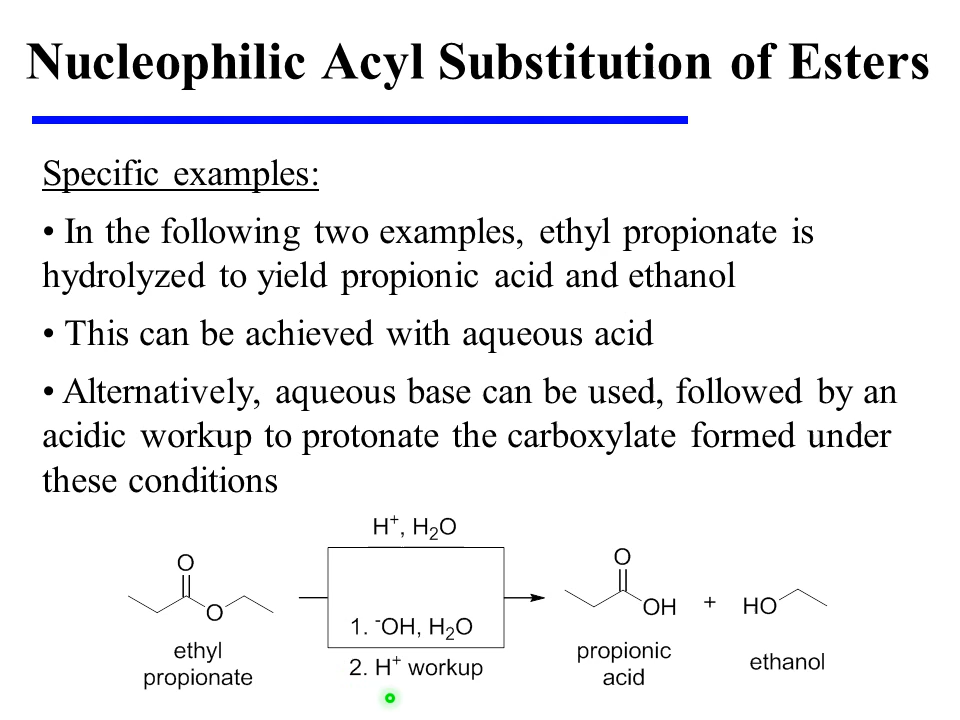 Nucleophilic Acyl Substitution of Esters
Specific examples:
• In the following two examples, ethyl propionate is
hydrolyzed to yield propionic acid and ethanol
• This can be achieved with aqueous acid
• Alternatively, aqueous base can be used, followed by an
acidic workup to protonate the carboxylate formed under
these conditions
H⁺, H₂O
O
O
1. ⁻OH, H₂O
2. H⁺ workup
O
OH
+
HO
ethyl
propionate
propionic
acid
ethanol